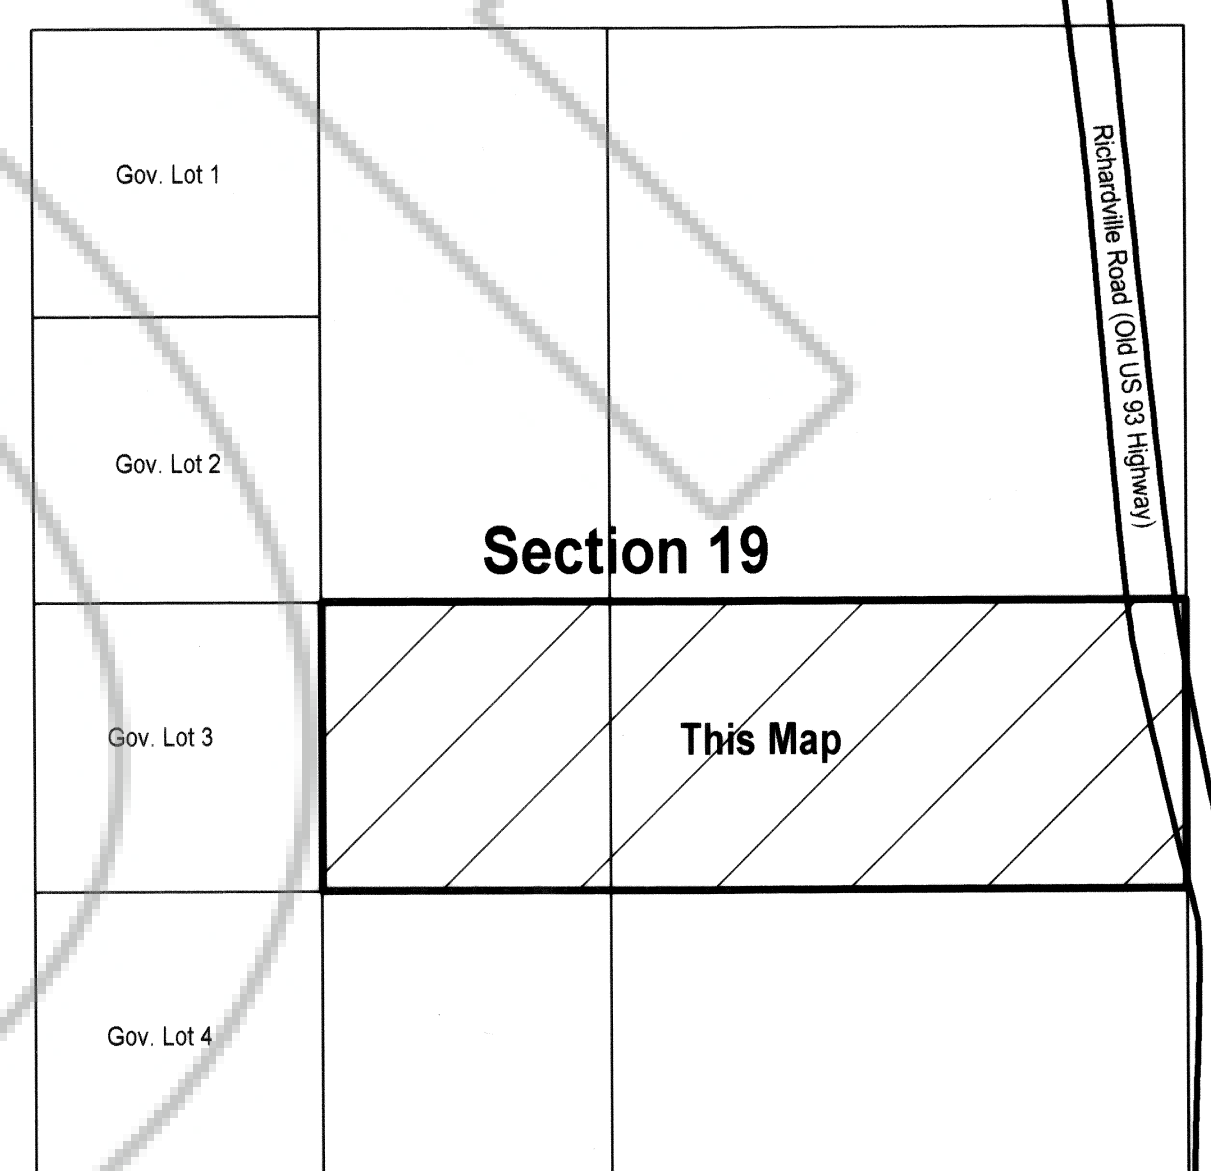 Gov. Lot 1
Richardville Road (Old US 93 Highway)
Gov. Lot 2
Section 19
This Map
Gov. Lot 3
Gov. Lot 4